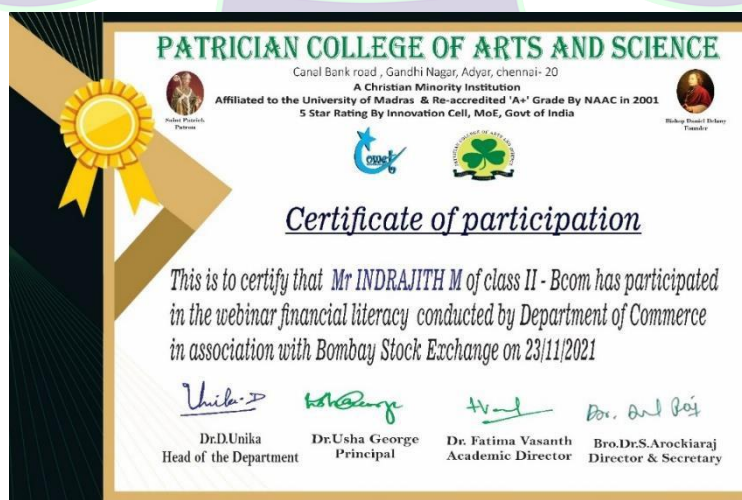 PATRICIAN COLLEGE OF ARTS AND SCIENCE
Canal Bank road , Gandhi Nagar, Adyar, chennai- 20
A Christian Minority Institution
Affiliated to the University of Madras & Re-accredited 'A+' Grade By NAAC in 2001
5 Star Rating By Innovation Cell, MoE, Govt of India
Saint Patrick
Patron
Bishop Daniel Delany
Founder
Certificate of participation
This is to certify that Mr INDRAJITH M of class II - Bcom has participated
in the webinar financial literacy conducted by Department of Commerce
in association with Bombay Stock Exchange on 23/11/2021
Unika-D
Dr.D.Unika
Head of the Department
Dr.Usha George
Principal
Dr. Fatima Vasanth
Academic Director
Bro.Dr.S.Arockiaraj
Director & Secretary